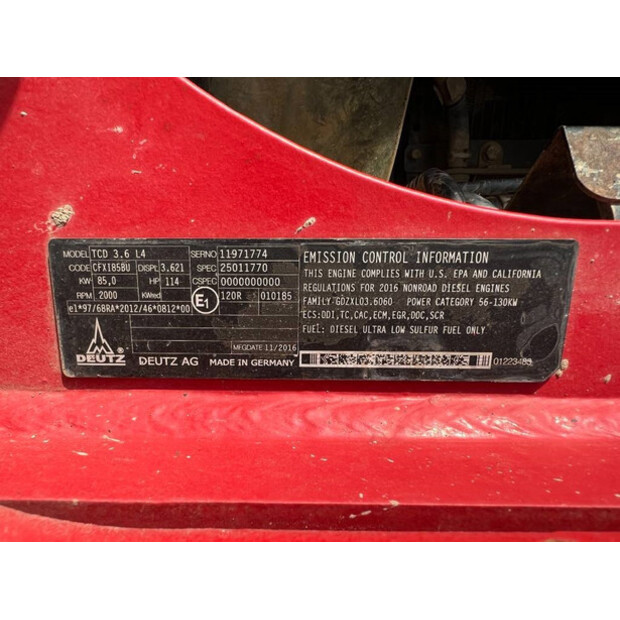 MODEL TCD 3.6 L4 SERNO 11971774
CODE CFXI85BU DISPL 3.621 SPEC 25011770
KW 85,0 HP 114 CSPEC 0000000000
RPM 2000 KWred E1 120R 010185
e1*97/68RA*2012/46*0812*00
DEUTZ
DEUTZ AG MADE IN GERMANY
MFGDATE 11/2016
EMISSION CONTROL INFORMATION
THIS ENGINE COMPLIES WITH U.S. EPA AND CALIFORNIA
REGULATIONS FOR 2016 NONROAD DIESEL ENGINES
FAMILY:GDZXL03.6060 POWER CATEGORY 56-130KW
ECS:DDI,TC,CAC,ECM,EGR,DOC,SCR
FUEL: DIESEL ULTRA LOW SULFUR FUEL ONLY
01223483